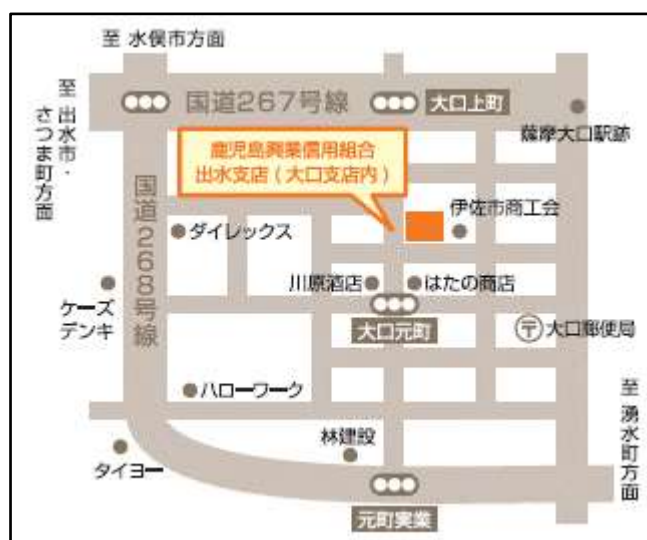 至 水俣市方面
至 出水市・
さつま町方面
国道267号線
大口上町
薩摩大口駅跡
鹿児島興業信用組合
出水支店(大口支店内)
国道268号線
伊佐市商工会
ダイレックス
川原酒店
はたの商店
ケーズ
デンキ
大口元町
〒大口郵便局
ハローワーク
至 湧水町方面
林建設
タイヨー
元町実業